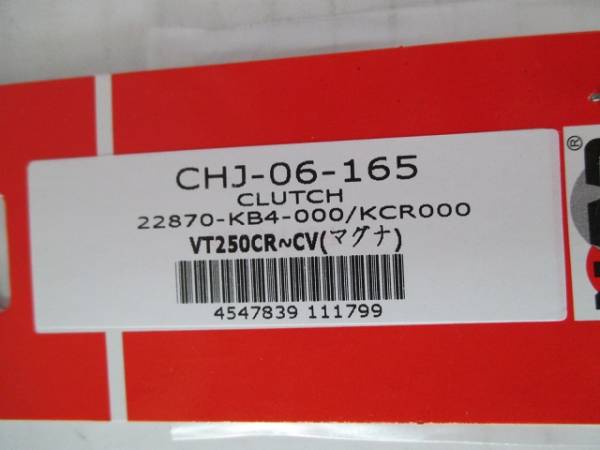 CHJ-06-165
CLUTCH
22870-KB4-000/KCR000
VT250CR~CV(マグナ)
4547839 111799
®